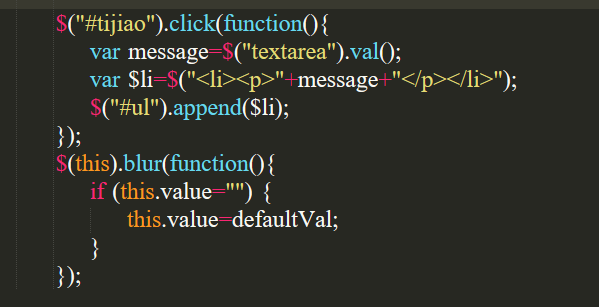 $("#tijiao").click(function(){
var message=$("textarea").val();
var $li=$("<li><p>"+message+"</p></li>");
$("#ul").append($li);
});
$(this).blur(function(){
if (this.value="") {
this.value=defaultVal;
}
});